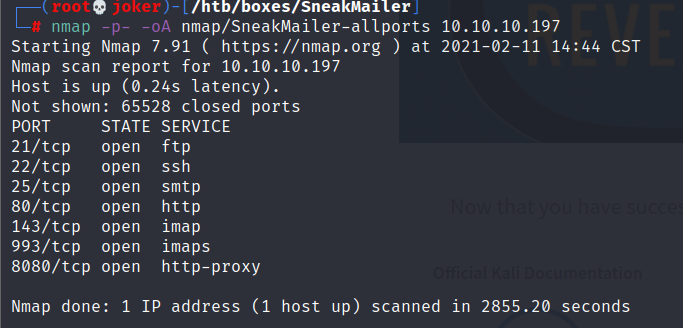 ┌──(root💀joker)-[/htb/boxes/SneakMailer]
└─# nmap -p- -oA nmap/SneakMailer-allports 10.10.10.197
Starting Nmap 7.91 ( https://nmap.org ) at 2021-02-11 14:44 CST
Nmap scan report for 10.10.10.197
Host is up (0.24s latency).
Not shown: 65528 closed ports
PORT     STATE SERVICE
21/tcp   open  ftp
22/tcp   open  ssh
25/tcp   open  smtp
80/tcp   open  http
143/tcp  open  imap
993/tcp  open  imaps
8080/tcp open  http-proxy
Nmap done: 1 IP address (1 host up) scanned in 2855.20 seconds
REVE
Now that you have succes
Official Kali Documentation